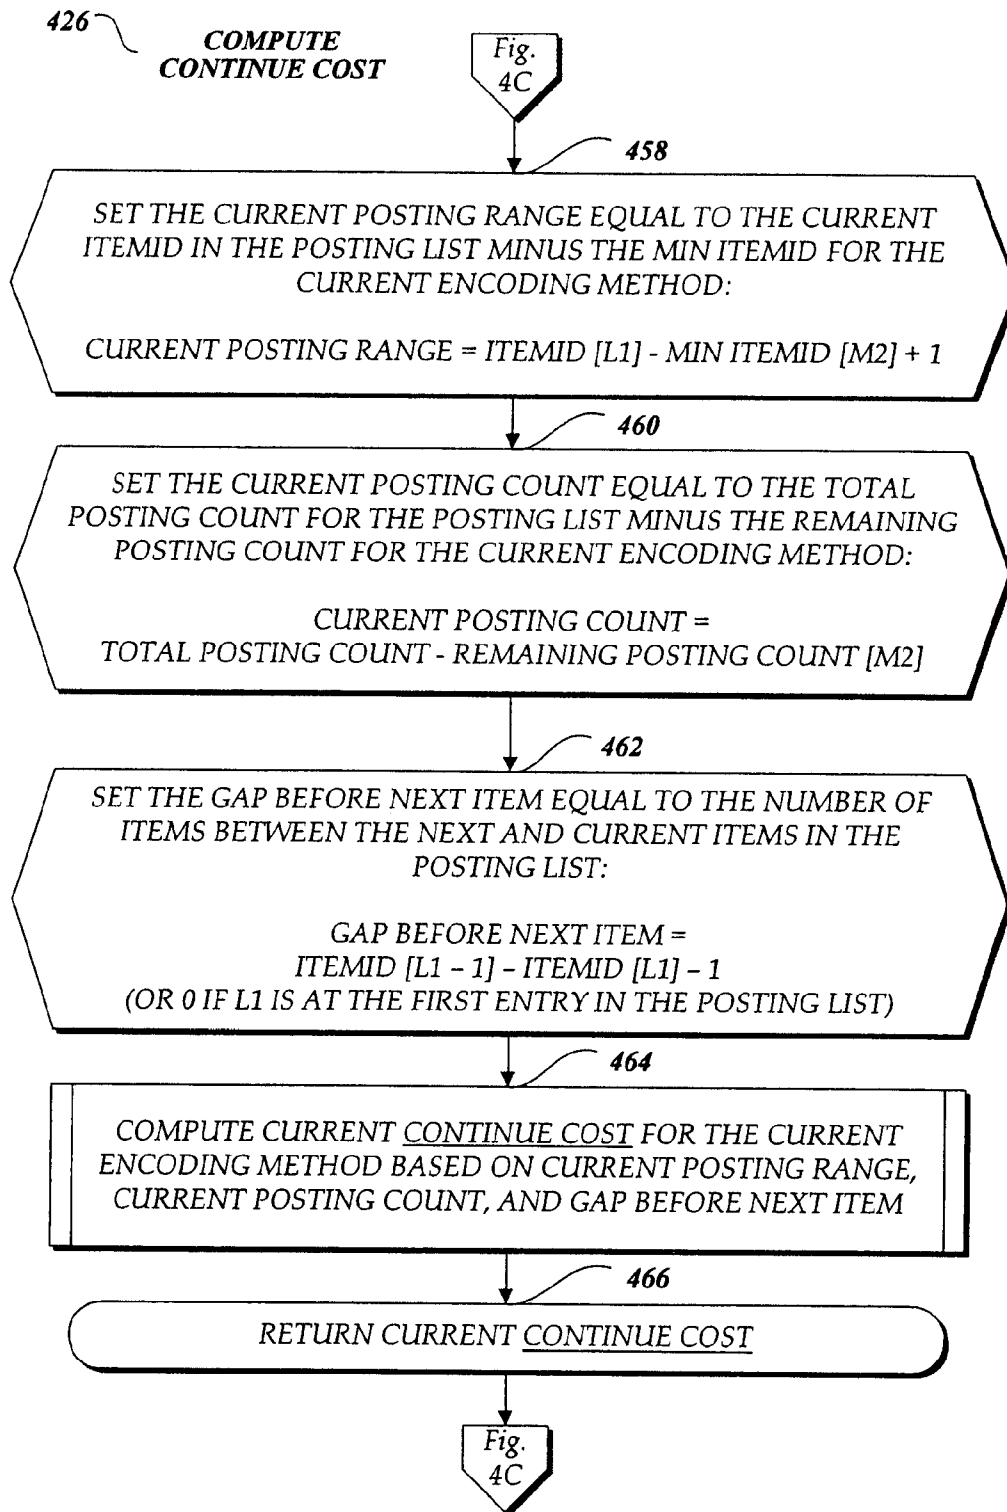 426
COMPUTE
CONTINUE COST
Fig.
4C
458
SET THE CURRENT POSTING RANGE EQUAL TO THE CURRENT
ITEMID IN THE POSTING LIST MINUS THE MIN ITEMID FOR THE
CURRENT ENCODING METHOD:
CURRENT POSTING RANGE = ITEMID [L1] - MIN ITEMID [M2] + 1
460
SET THE CURRENT POSTING COUNT EQUAL TO THE TOTAL
POSTING COUNT FOR THE POSTING LIST MINUS THE REMAINING
POSTING COUNT FOR THE CURRENT ENCODING METHOD:
CURRENT POSTING COUNT =
TOTAL POSTING COUNT - REMAINING POSTING COUNT [M2]
462
SET THE GAP BEFORE NEXT ITEM EQUAL TO THE NUMBER OF
ITEMS BETWEEN THE NEXT AND CURRENT ITEMS IN THE
POSTING LIST:
GAP BEFORE NEXT ITEM =
ITEMID [L1 – 1] – ITEMID [L1] – 1
(OR 0 IF L1 IS AT THE FIRST ENTRY IN THE POSTING LIST)
464
COMPUTE CURRENT CONTINUE COST FOR THE CURRENT
ENCODING METHOD BASED ON CURRENT POSTING RANGE,
CURRENT POSTING COUNT, AND GAP BEFORE NEXT ITEM
466
RETURN CURRENT CONTINUE COST
Fig.
4C